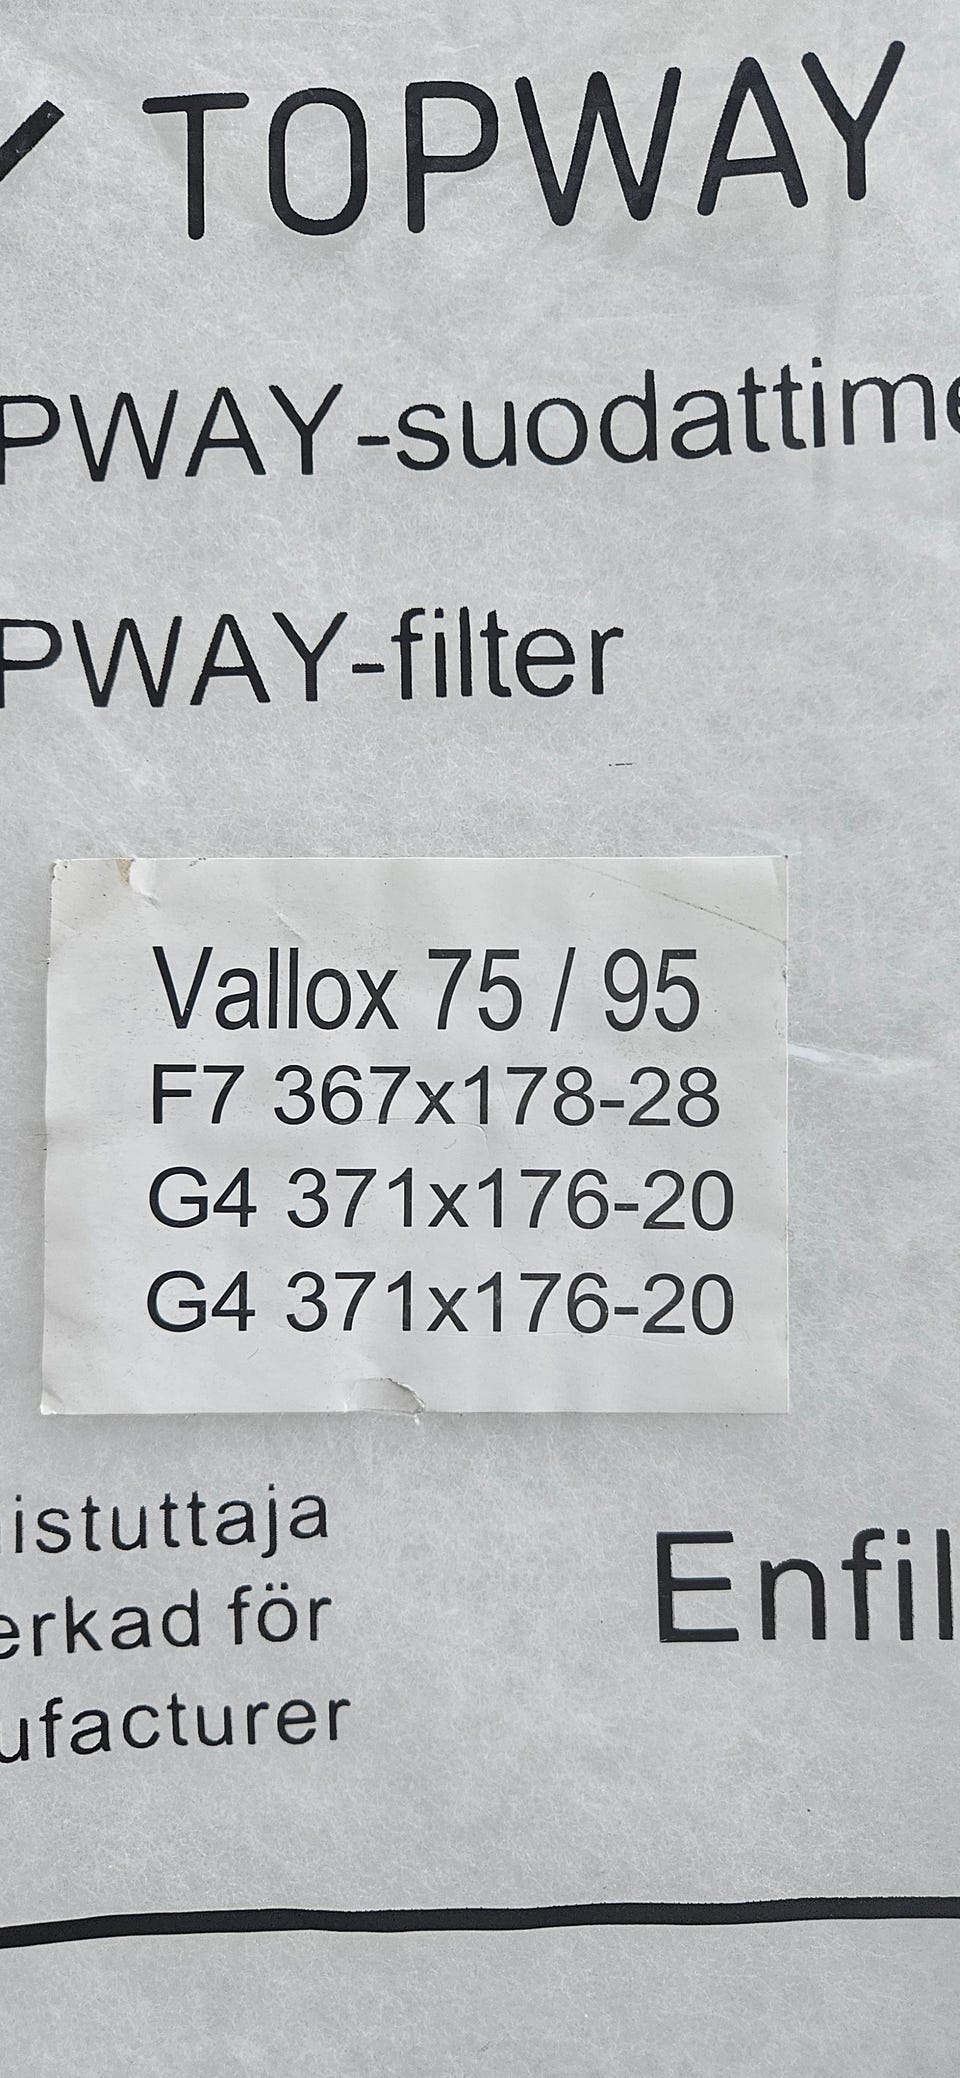 TOPWAY
PWAY-suodattime
PWAY-filter
Vallox 75 / 95
F7 367x178-28
G4 371x176-20
G4 371x176-20
istuttaja
erkad för
ufacturer
Enfil